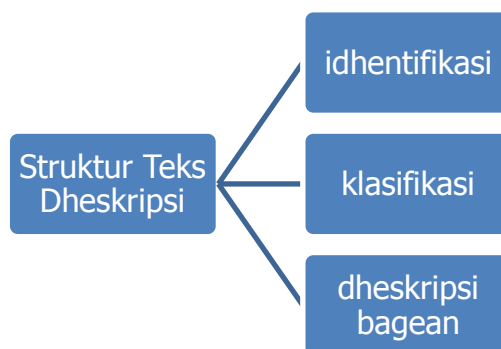 idhentifikasi
Struktur Teks
Dheskripsi
klasifikasi
dheskripsi
bagean